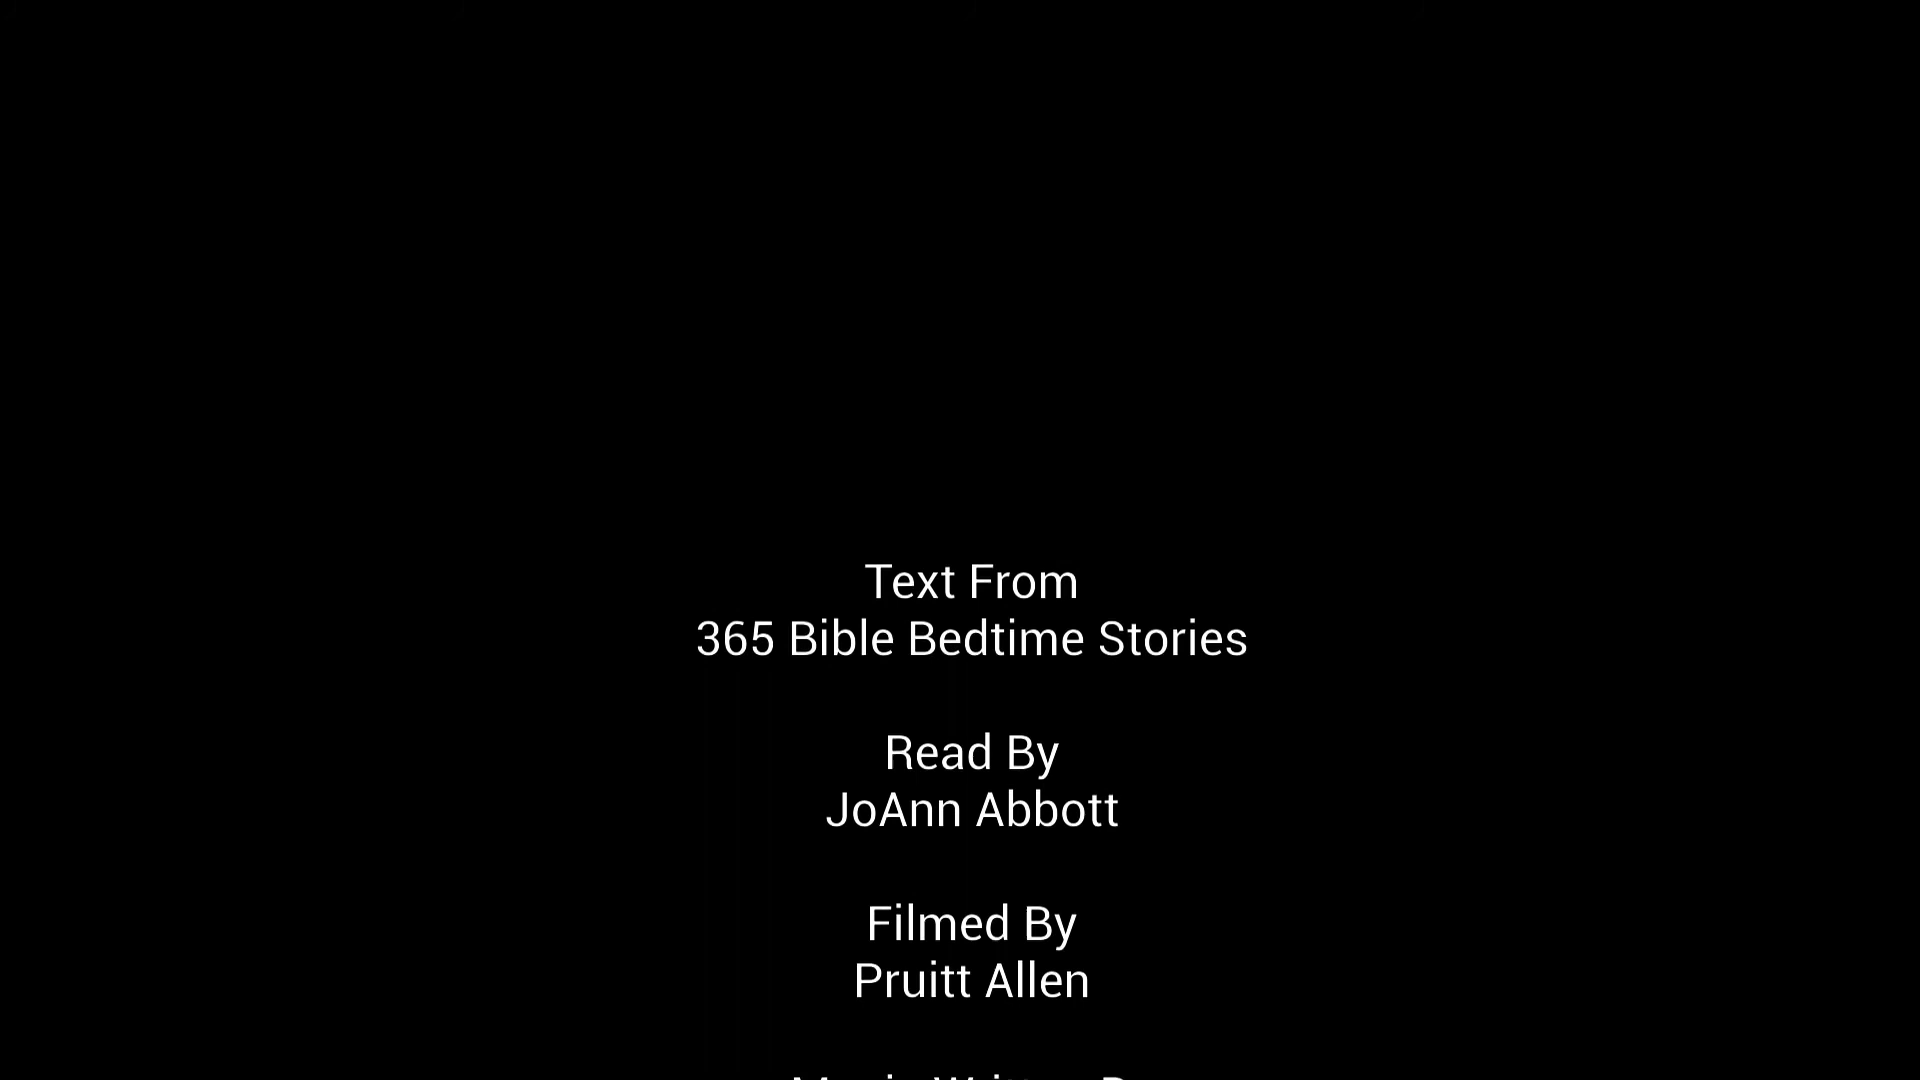 Text From
365 Bible Bedtime Stories
Read By
JoAnn Abbott
Filmed By
Pruitt Allen